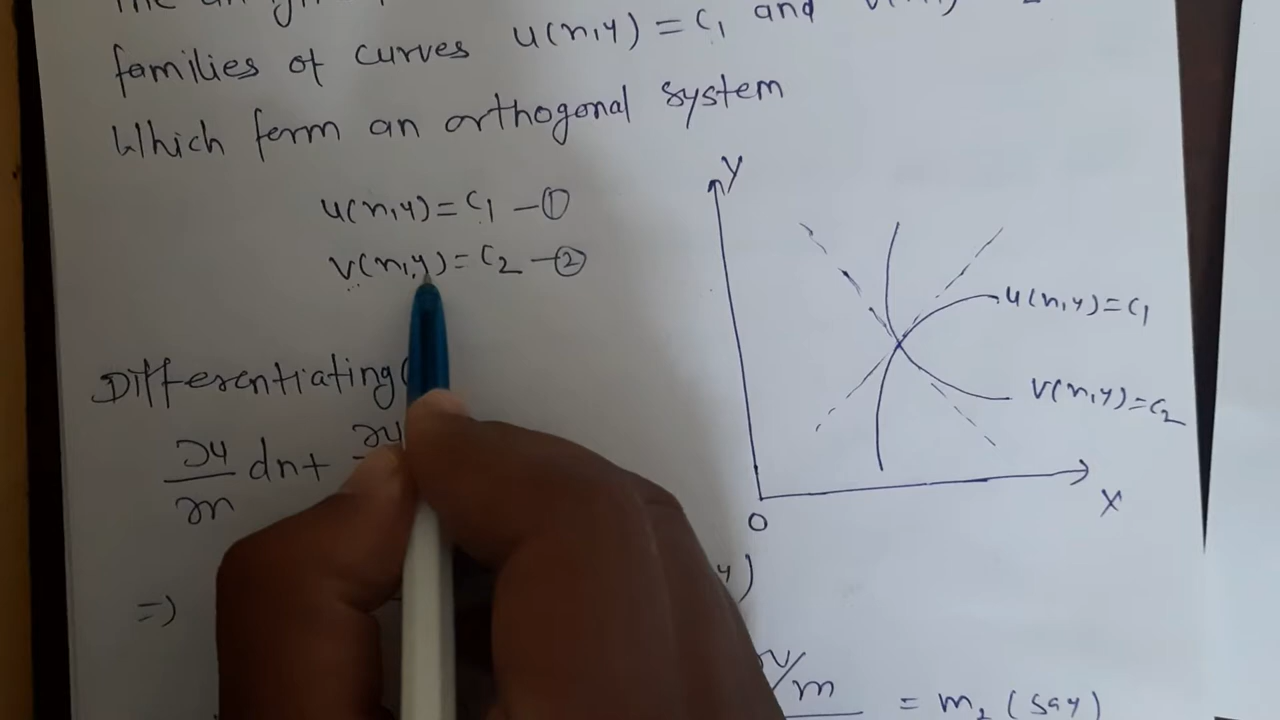 families of curves u(x,y) = C₁ and
Which form an orthogonal system
u(x,y) = C₁ — ①
v(x,y) = C₂ — ②
Y
u(x,y) = C₁
v(x,y) = C₂
O
X
Differentiating
∂u/∂x dx +
=>
= m₂ (say)